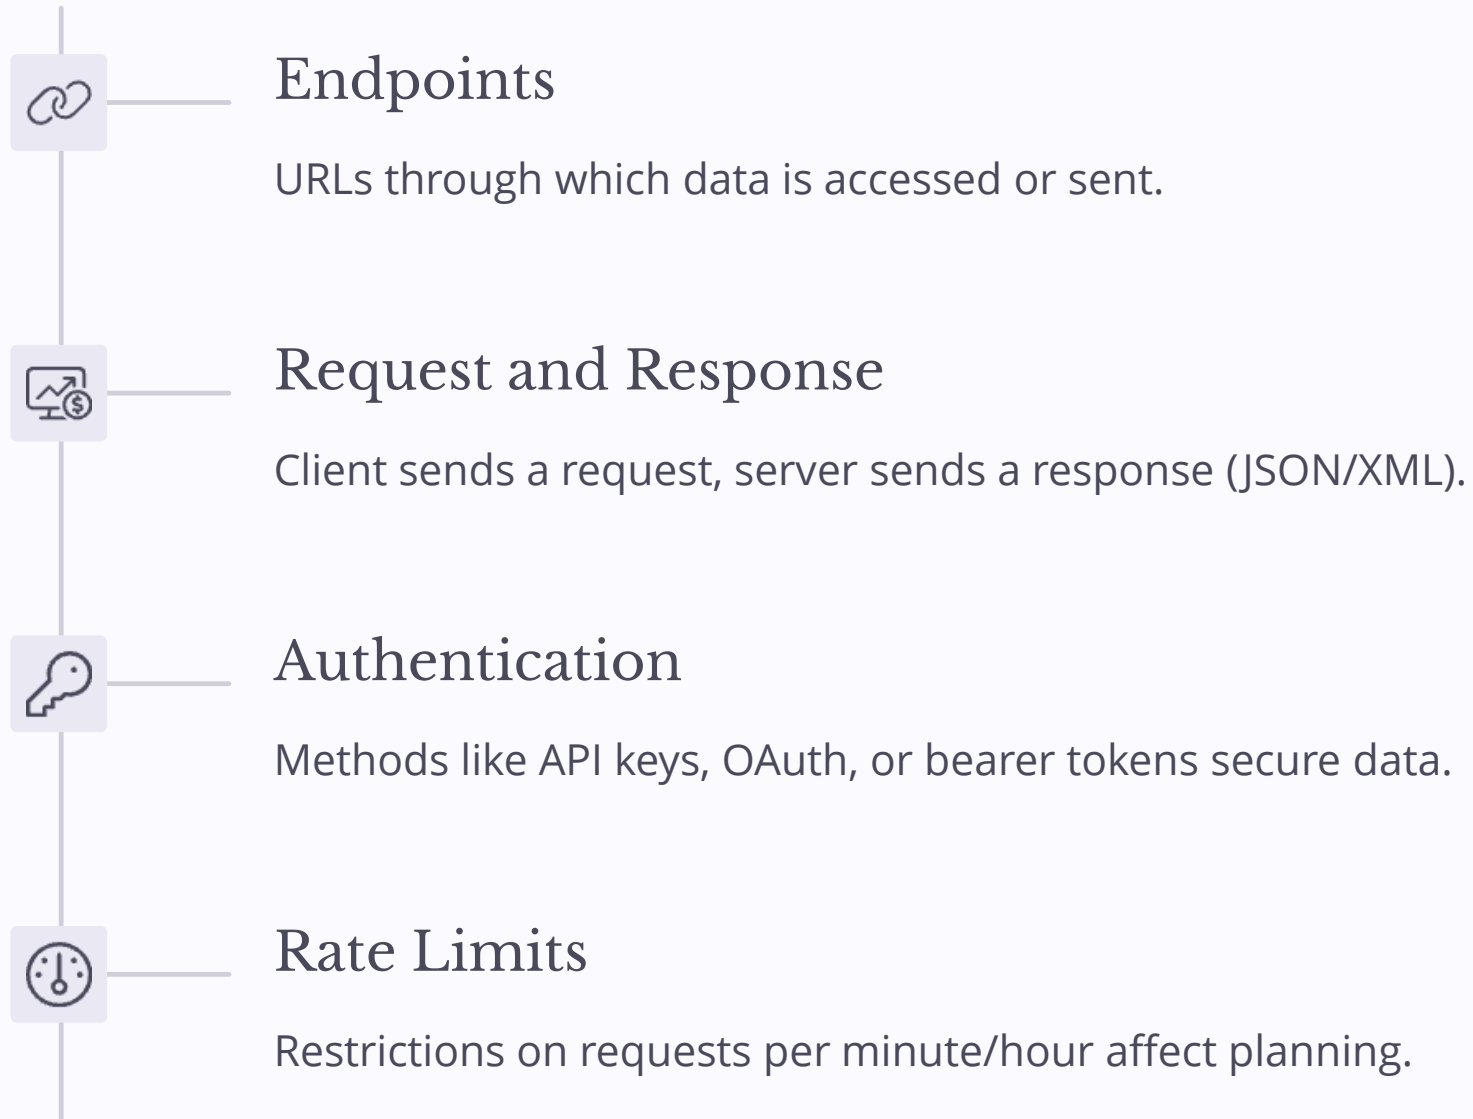 Endpoints
URLs through which data is accessed or sent.
Request and Response
Client sends a request, server sends a response (JSON/XML).
Authentication
Methods like API keys, OAuth, or bearer tokens secure data.
Rate Limits
Restrictions on requests per minute/hour affect planning.